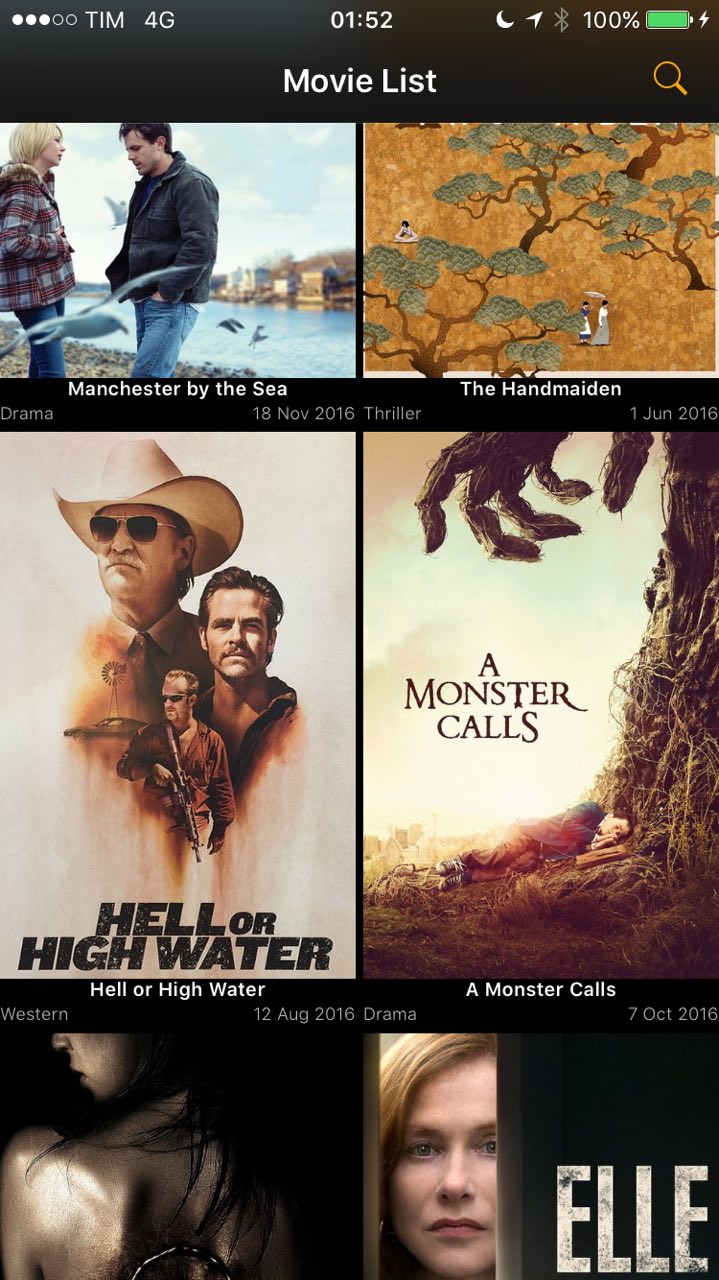 TIM 4G 01:52 100%
Movie List
Manchester by the Sea
Drama 18 Nov 2016
The Handmaiden
Thriller 1 Jun 2016
HELL OR
HIGH WATER
Hell or High Water
Western 12 Aug 2016
A
MONSTER
CALLS
A Monster Calls
Drama 7 Oct 2016
ELLE